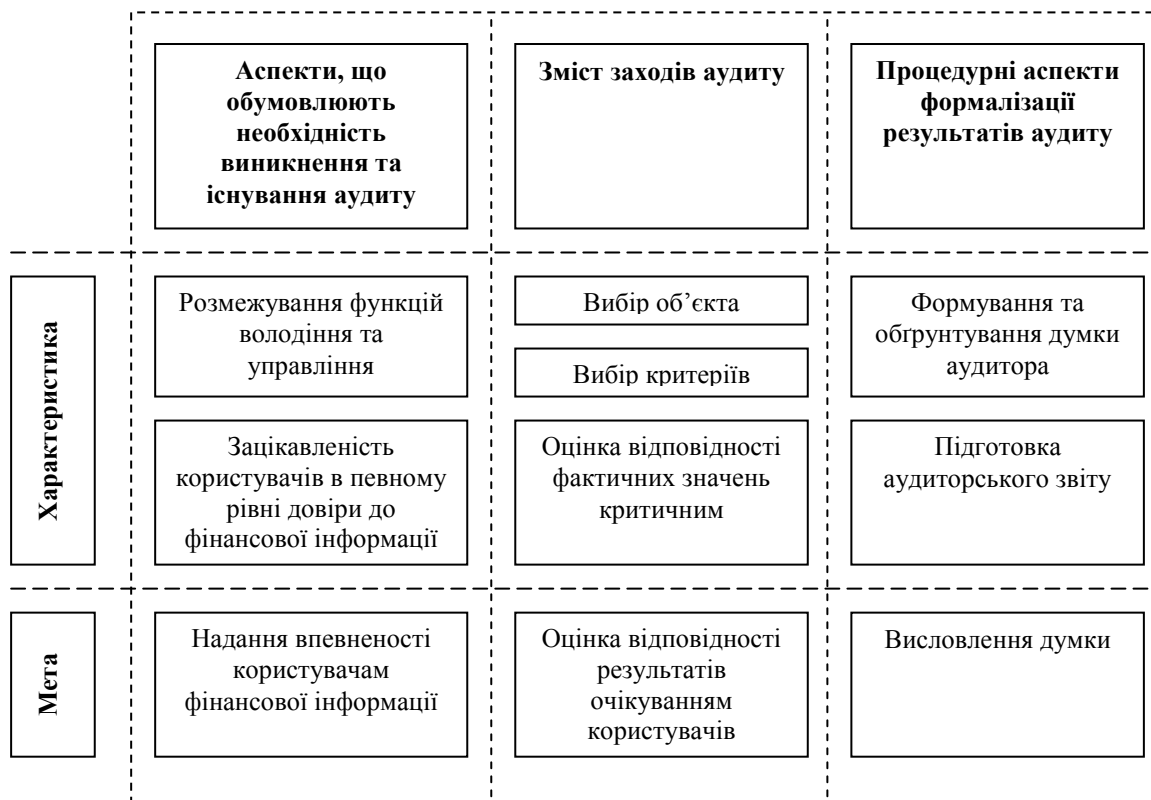 Аспекти, що
обумовлюють
необхідність
виникнення та
існування аудиту
Зміст заходів аудиту
Процедурні аспекти
формалізації
результатів аудиту
Характеристика
Розмежування функцій
володіння та
управління
Вибір об’єкта
Вибір критеріїв
Формування та
обґрунтування думки
аудитора
Зацікавленість
користувачів в певному
рівні довіри до
фінансової інформації
Оцінка відповідності
фактичних значень
критичним
Підготовка
аудиторського звіту
Мета
Надання впевненості
користувачам
фінансової інформації
Оцінка відповідності
результатів
очікуванням
користувачів
Висловлення думки